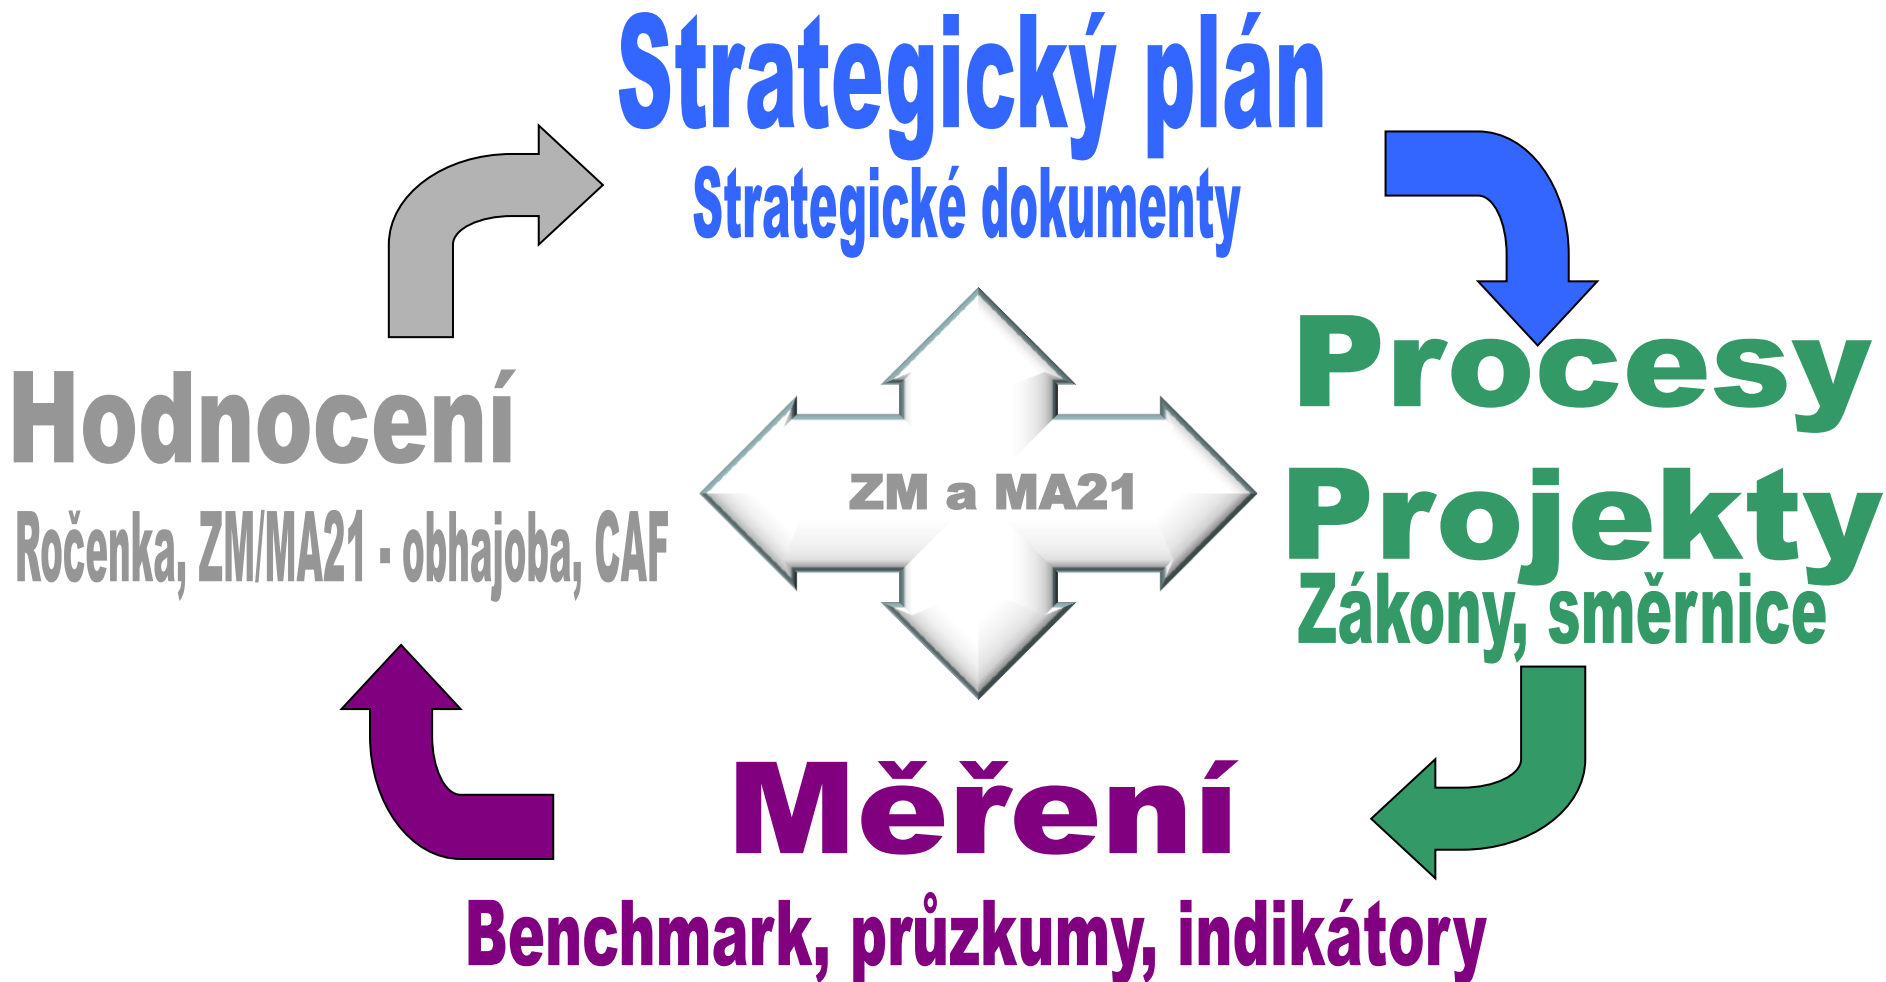 Strategický plán
Strategické dokumenty
Procesy
Projekty
Zákony, směrnice
Hodnocení
Ročenka, ZM/MA21 - obhajoba, CAF
ZM a MA21
Měření
Benchmark, průzkumy, indikátory